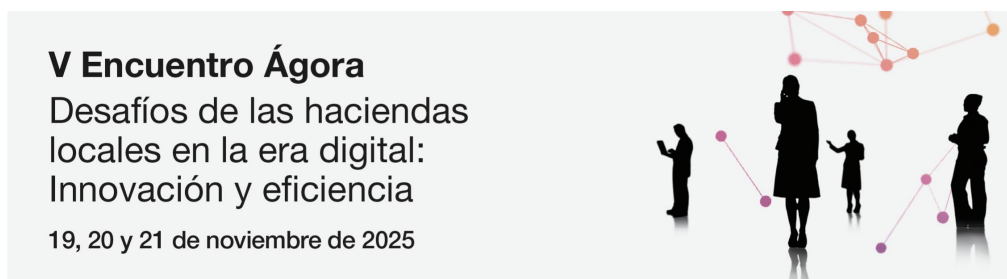 V Encuentro Ágora
Desafíos de las haciendas
locales en la era digital:
Innovación y eficiencia
19, 20 y 21 de noviembre de 2025